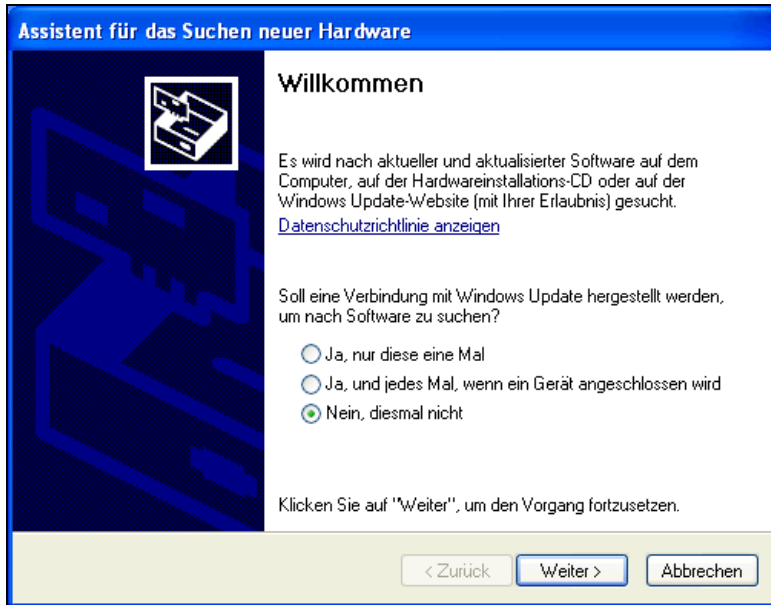 Assistent für das Suchen neuer Hardware
Willkommen
Es wird nach aktueller und aktualisierter Software auf dem
Computer, auf der Hardwareinstallations-CD oder auf der
Windows Update-Website (mit Ihrer Erlaubnis) gesucht.
Datenschutzrichtlinie anzeigen
Soll eine Verbindung mit Windows Update hergestellt werden,
um nach Software zu suchen?
Ja, nur diese eine Mal
Ja, und jedes Mal, wenn ein Gerät angeschlossen wird
Nein, diesmal nicht
Klicken Sie auf "Weiter", um den Vorgang fortzusetzen.
< Zurück Weiter > Abbrechen